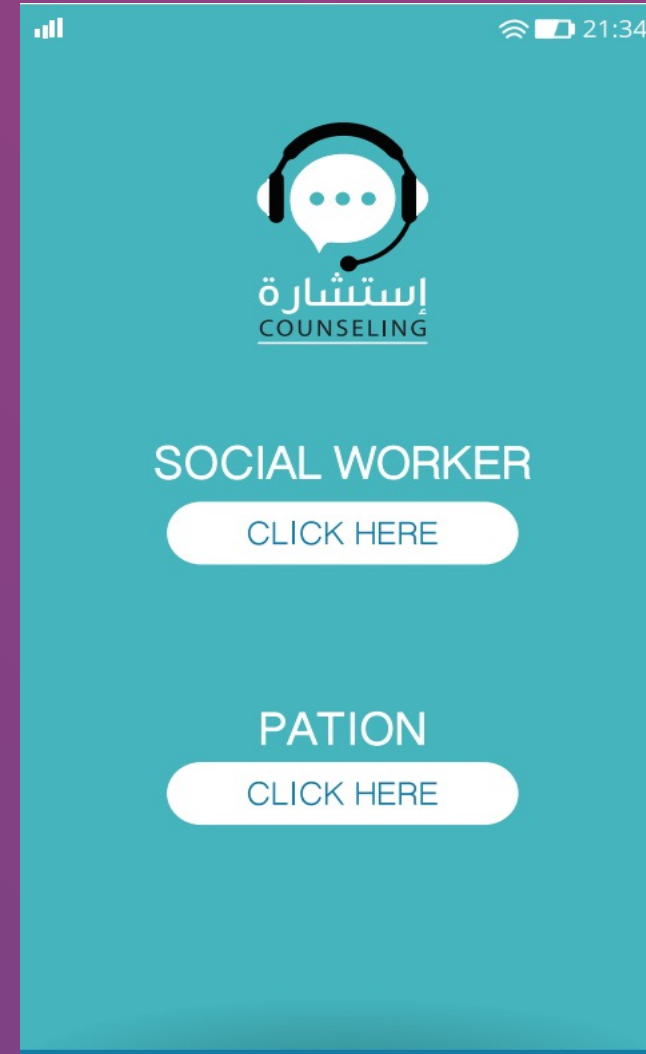 21:34
إستشارة
COUNSELING
SOCIAL WORKER
CLICK HERE
PATION
CLICK HERE